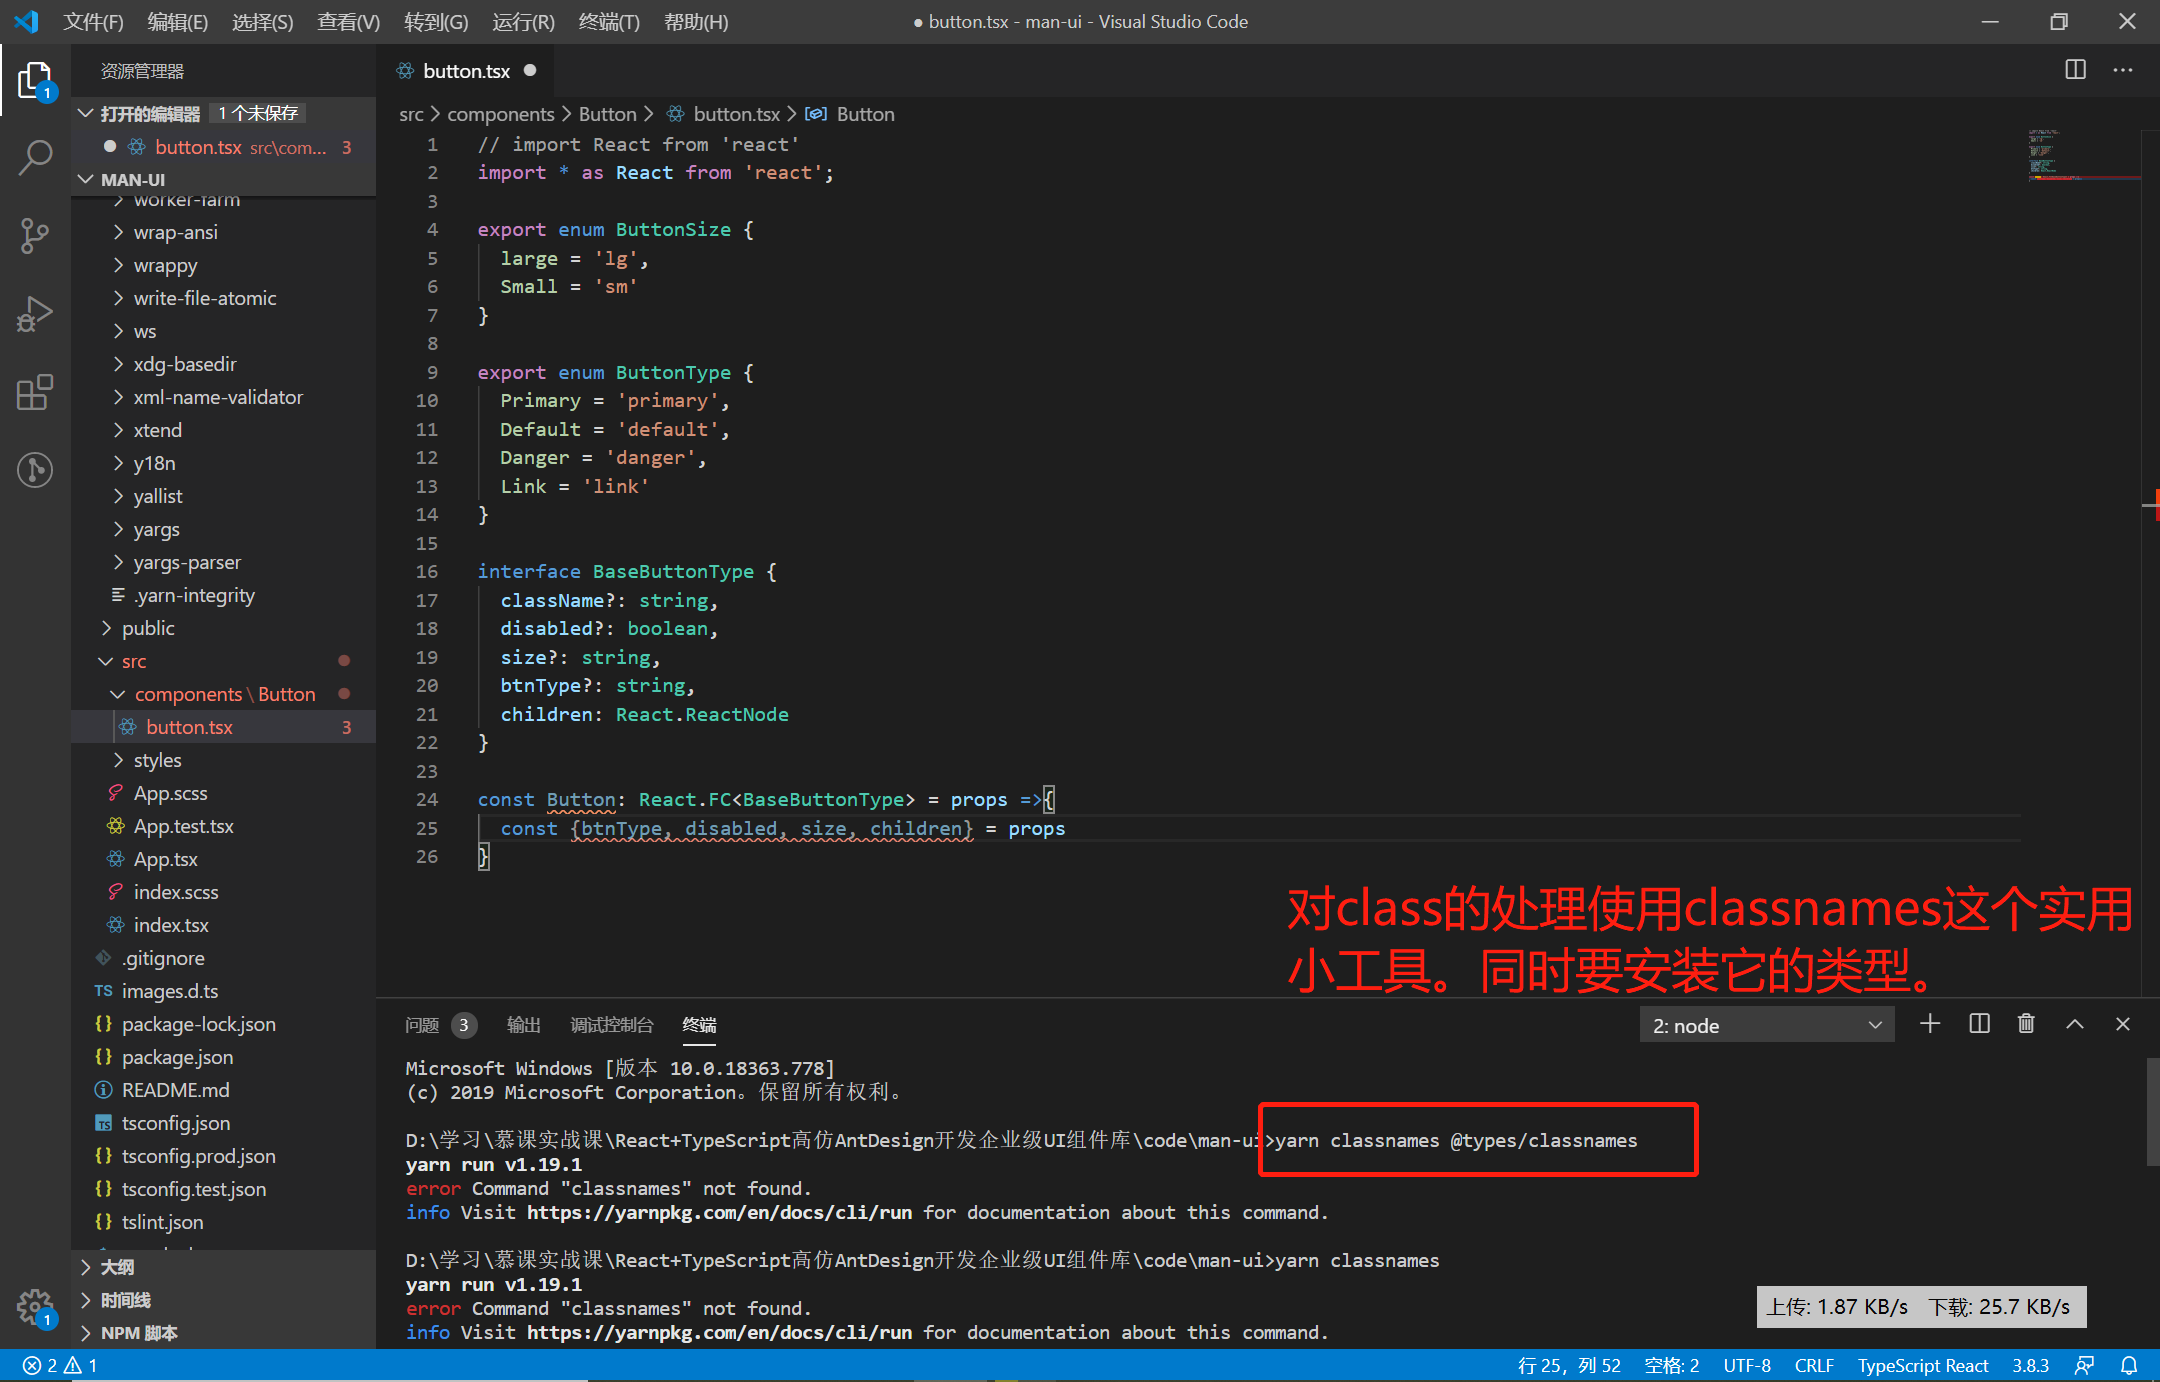 文件(F) 编辑(E) 选择(S) 查看(V) 转到(G) 运行(R) 终端(T) 帮助(H)
● button.tsx - man-ui - Visual Studio Code
资源管理器
打开的编辑器 1 个未保存
button.tsx src\com... 3
MAN-UI
worker-farm
wrap-ansi
wrappy
write-file-atomic
ws
xdg-basedir
xml-name-validator
xtend
y18n
yallist
yargs
yargs-parser
.yarn-integrity
public
src
components \ Button
button.tsx 3
styles
App.scss
App.test.tsx
App.tsx
index.scss
index.tsx
.gitignore
TS images.d.ts
{} package-lock.json
{} package.json
README.md
TS tsconfig.json
{} tsconfig.prod.json
{} tsconfig.test.json
{} tslint.json
大纲
时间线
NPM 脚本
1
1
button.tsx
src > components > Button > button.tsx > Button
1 // import React from 'react'
2 import * as React from 'react';
3
4 export enum ButtonSize {
5 large = 'lg',
6 Small = 'sm'
7 }
8
9 export enum ButtonType {
10 Primary = 'primary',
11 Default = 'default',
12 Danger = 'danger',
13 Link = 'link'
14 }
15
16 interface BaseButtonType {
17 className?: string,
18 disabled?: boolean,
19 size?: string,
20 btnType?: string,
21 children: React.ReactNode
22 }
23
24 const Button: React.FC<BaseButtonType> = props =>{
25 const {btnType, disabled, size, children} = props
26 }
对class的处理使用classnames这个实用
小工具。同时要安装它的类型。
问题 3 输出 调试控制台 终端
2: node
Microsoft Windows [版本 10.0.18363.778]
(c) 2019 Microsoft Corporation。保留所有权利。
D:\学习\慕课实战课\React+TypeScript高仿AntDesign开发企业级UI组件库\code\man-ui>yarn classnames @types/classnames
yarn run v1.19.1
error Command "classnames" not found.
info Visit https://yarnpkg.com/en/docs/cli/run for documentation about this command.
D:\学习\慕课实战课\React+TypeScript高仿AntDesign开发企业级UI组件库\code\man-ui>yarn classnames
yarn run v1.19.1
error Command "classnames" not found.
info Visit https://yarnpkg.com/en/docs/cli/run for documentation about this command.
上传: 1.87 KB/s 下载: 25.7 KB/s
2 1
行 25，列 52 空格: 2 UTF-8 CRLF TypeScript React 3.8.3